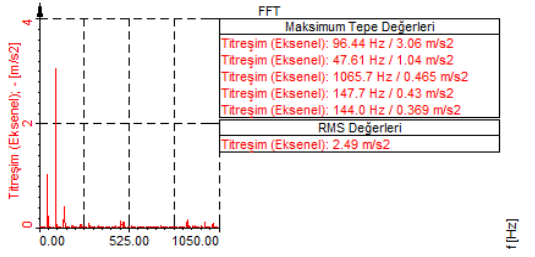 FFT
Maksimum Tepe Değerleri
Titreşim (Eksenel): 96.44 Hz / 3.06 m/s2
Titreşim (Eksenel): 47.61 Hz / 1.04 m/s2
Titreşim (Eksenel): 1065.7 Hz / 0.465 m/s2
Titreşim (Eksenel): 147.7 Hz / 0.43 m/s2
Titreşim (Eksenel): 144.0 Hz / 0.369 m/s2
RMS Değerleri
Titreşim (Eksenel): 2.49 m/s2
Titreşim (Eksenel); - [m/s2]
4
2
0
0.00 525.00 1050.00
f [Hz]